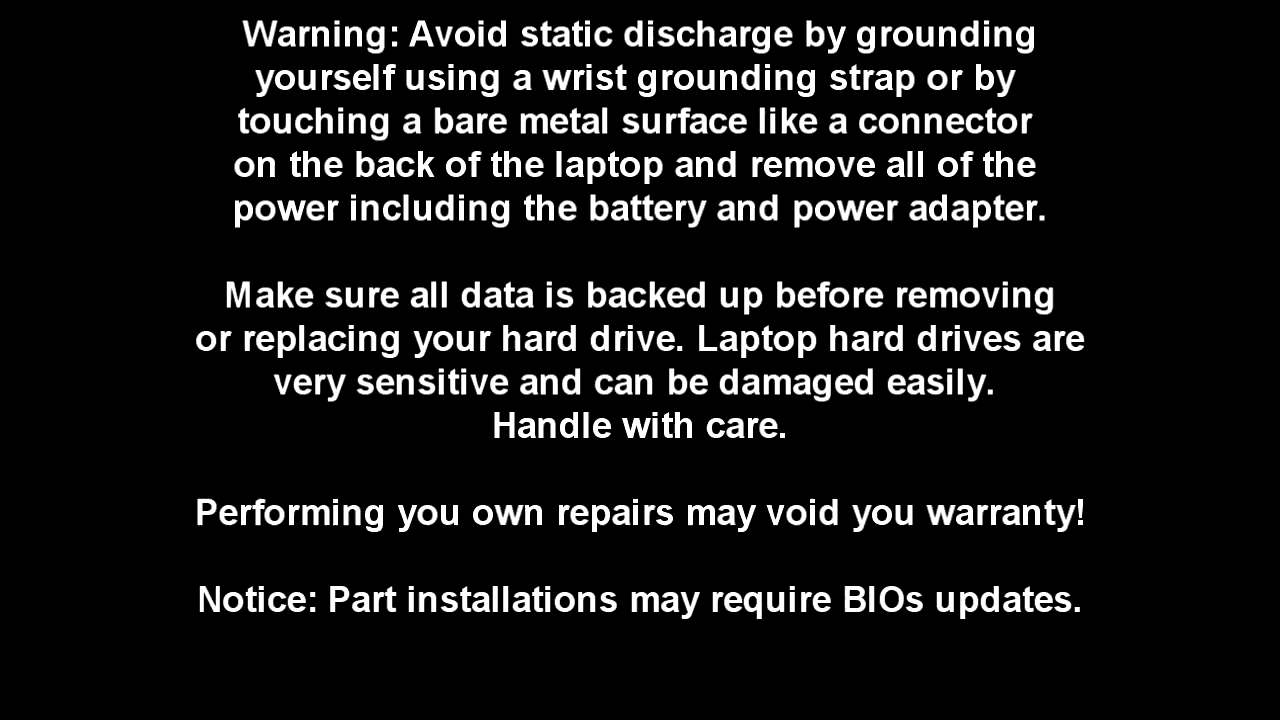 Warning: Avoid static discharge by grounding
yourself using a wrist grounding strap or by
touching a bare metal surface like a connector
on the back of the laptop and remove all of the
power including the battery and power adapter.
Make sure all data is backed up before removing
or replacing your hard drive. Laptop hard drives are
very sensitive and can be damaged easily.
Handle with care.
Performing you own repairs may void you warranty!
Notice: Part installations may require BIOs updates.